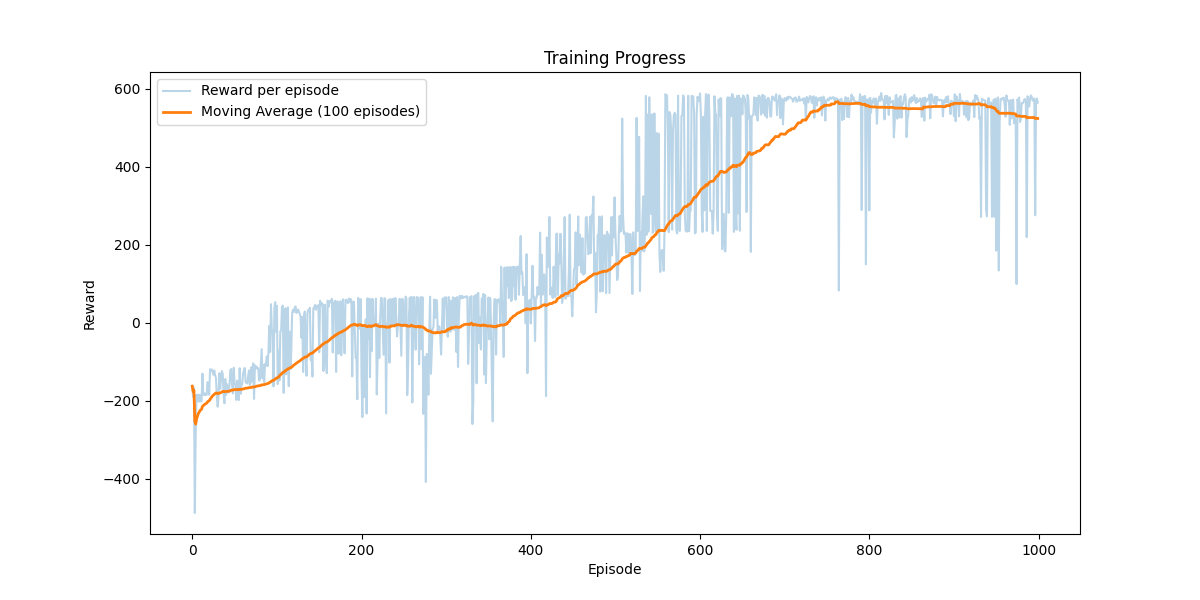 Training Progress
Reward per episode
Moving Average (100 episodes)
600
400
200
0
−200
−400
Reward
0
200
400
600
800
1000
Episode